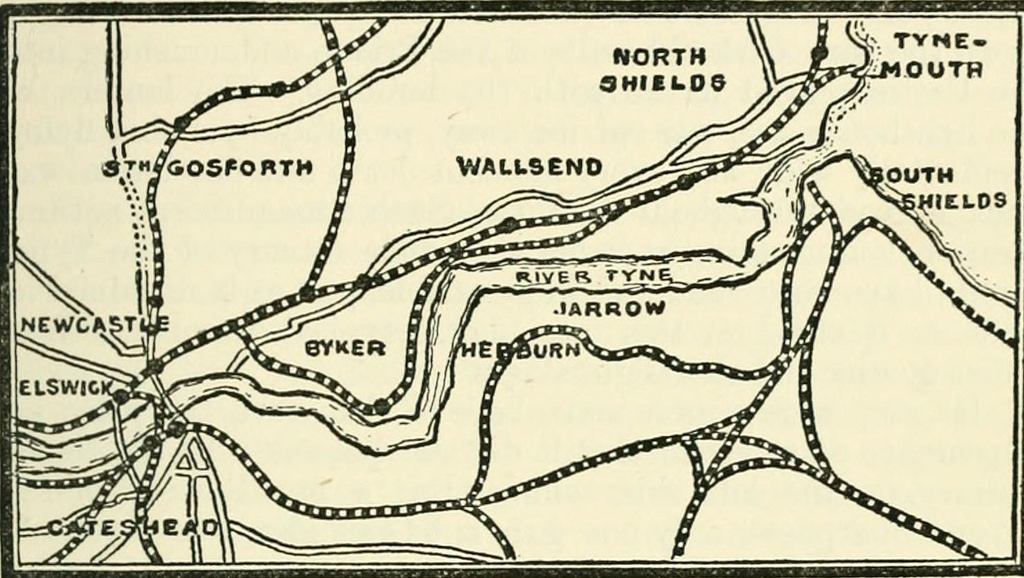 TYNE-
MOUTH
NORTH
SHIELDS
STH GOSFORTH
WALLSEND
SOUTH
SHIELDS
RIVER TYNE
JARROW
NEWCASTLE
BYKER
HEBBURN
ELSWICK
GATESHEAD